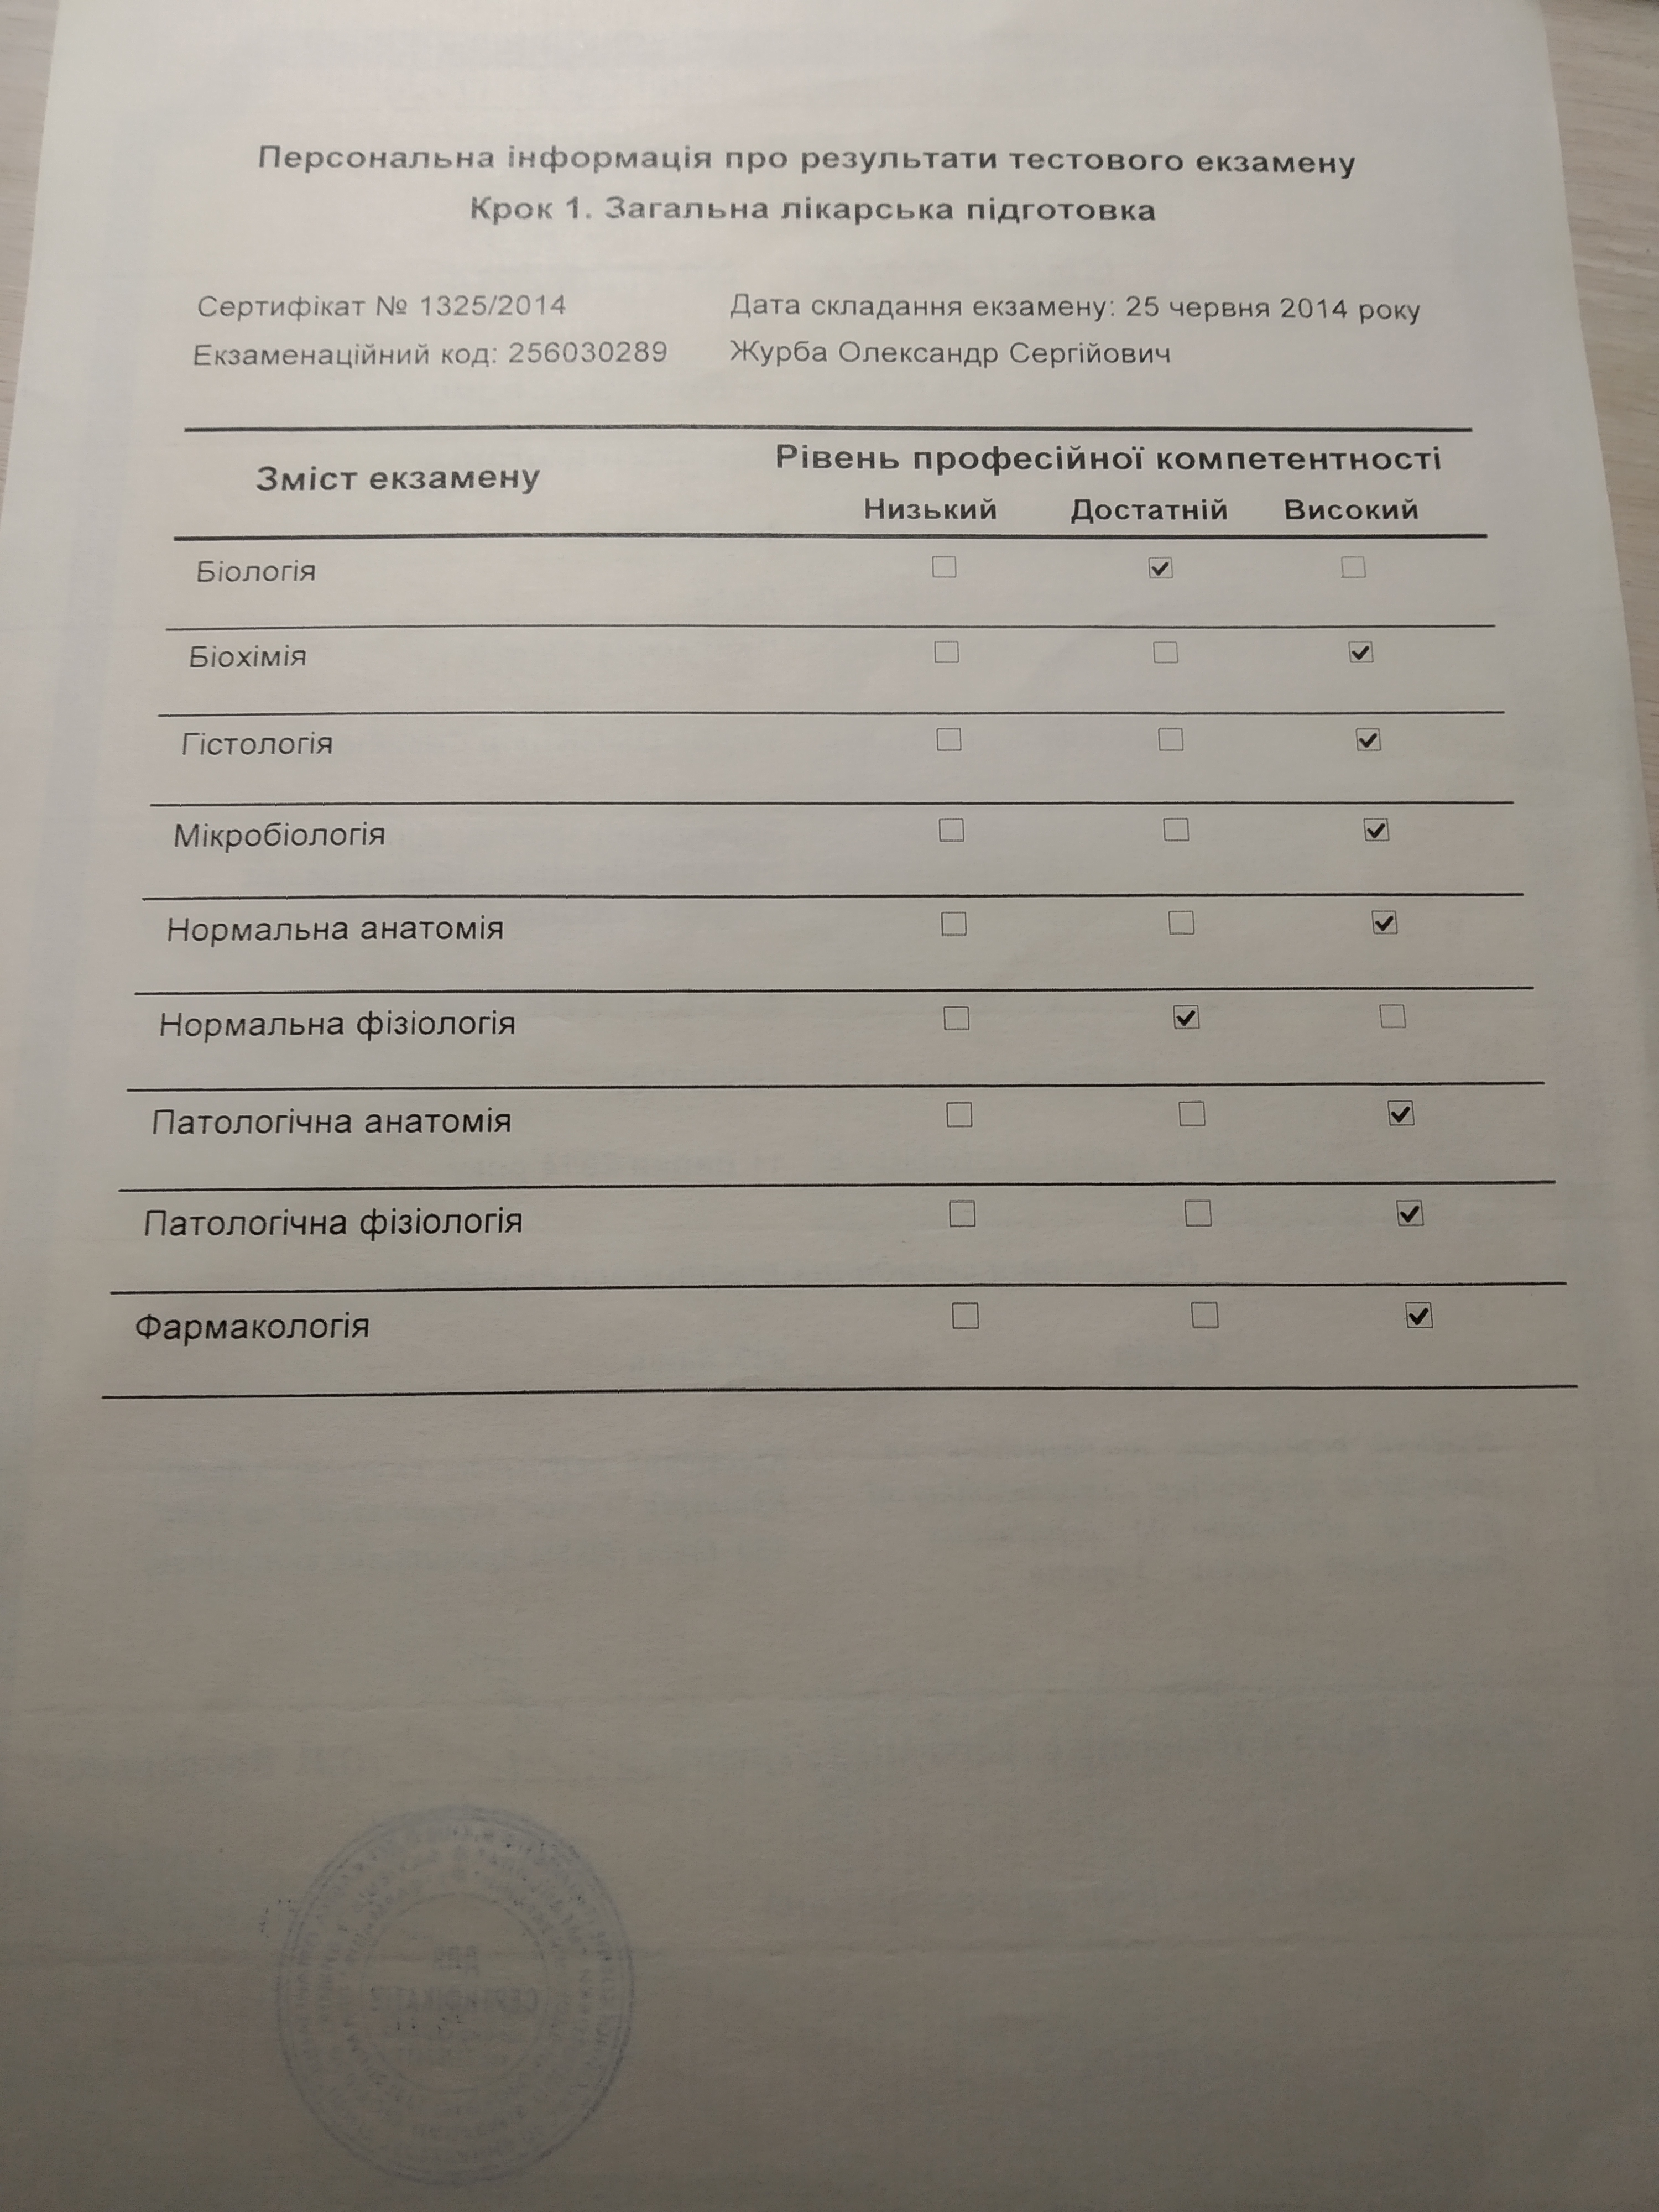 Персональна інформація про результати тестового екзамену
Крок 1. Загальна лікарська підготовка
Сертифікат № 1325/2014 Дата складання екзамену: 25 червня 2014 року
Екзаменаційний код: 256030289 Журба Олександр Сергійович
Зміст екзамену Рівень професійної компетентності
Низький Достатній Високий
Біологія
Біохімія
Гістологія
Мікробіологія
Нормальна анатомія
Нормальна фізіологія
Патологічна анатомія
Патологічна фізіологія
Фармакологія